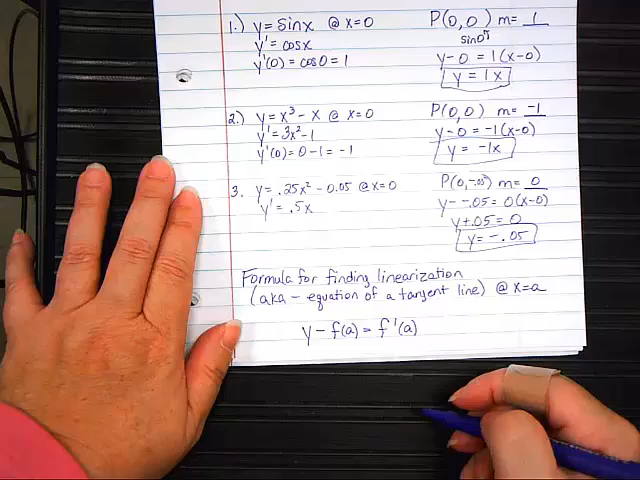 1.) y = sinx @ x=0 P(0,0) m= 1
y' = cosx sin0
y'(0) = cos0 = 1 y-0 = 1(x-0)
y = 1x
2.) y = x³ - x @ x=0 P(0,0) m= -1
y' = 3x²-1 y-0 = -1(x-0)
y'(0) = 0-1 = -1 y = -1x
3. y = .25x² - 0.05 @ x=0 P(0,-.05) m= 0
y' = .5x y--.05 = 0(x-0)
y+.05 = 0
y = -.05
Formula for finding linearization
(aka - equation of a tangent line) @ x=a
y - f(a) = f'(a)